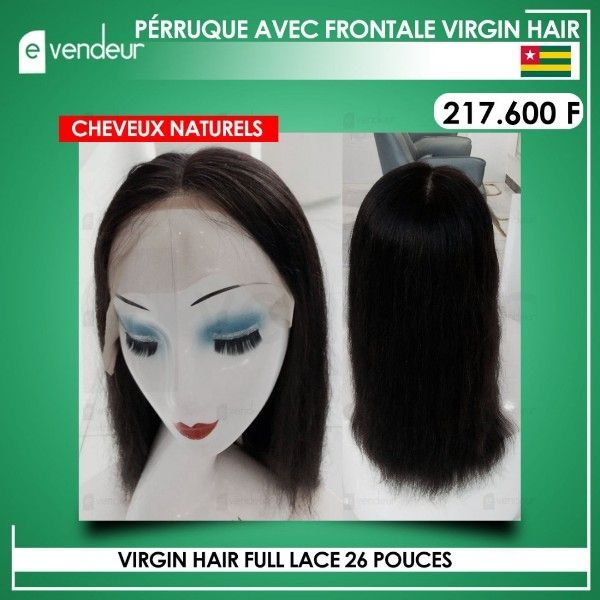 PÉRRUQUE AVEC FRONTALE VIRGIN HAIR
e vendeur
217.600 F
CHEVEUX NATURELS
VIRGIN HAIR FULL LACE 26 POUCES